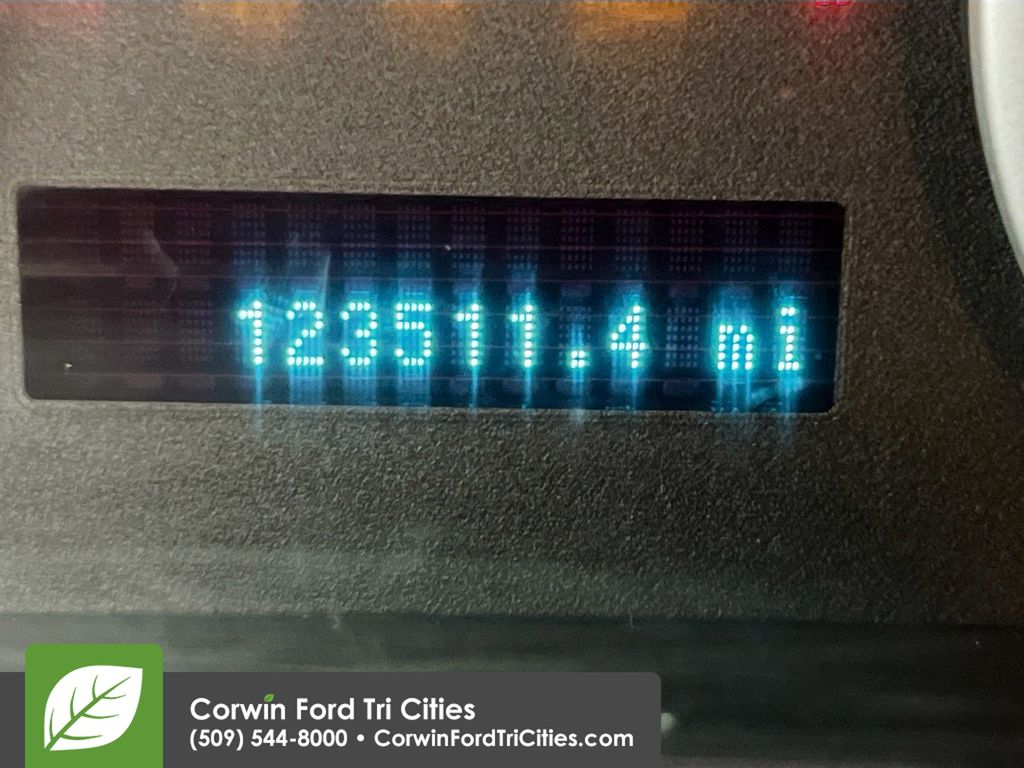 123511.4 mi
Corwin Ford Tri Cities
(509) 544-8000 • CorwinFordTriCities.com